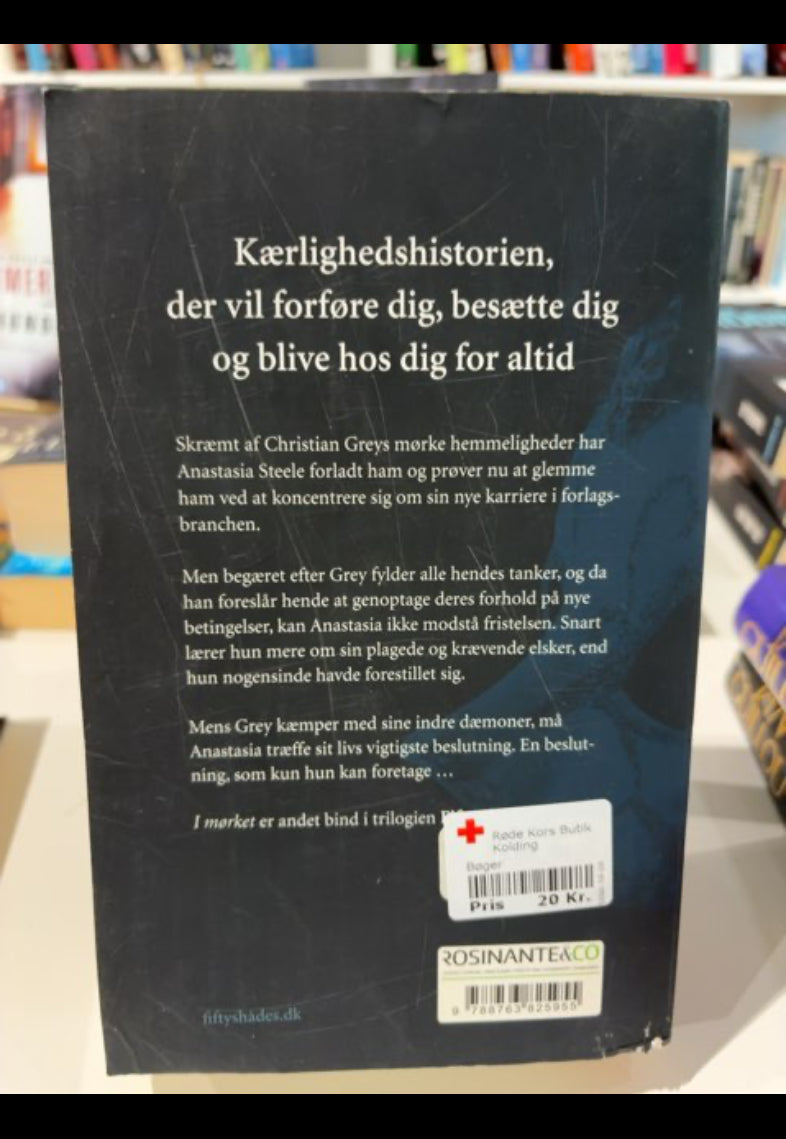 Kærlighedshistorien,
der vil forføre dig, besætte dig
og blive hos dig for altid
Skræmt af Christian Greys mørke hemmeligheder har
Anastasia Steele forladt ham og prøver nu at glemme
ham ved at koncentrere sig om sin nye karriere i forlags-
branchen.
Men begæret efter Grey fylder alle hendes tanker, og da
han foreslår hende at genoptage deres forhold på nye
betingelser, kan Anastasia ikke modstå fristelsen. Snart
lærer hun mere om sin plagede og krævende elsker, end
hun nogensinde havde forestillet sig.
Mens Grey kæmper med sine indre dæmoner, må
Anastasia træffe sit livs vigtigste beslutning. En beslut-
ning, som kun hun kan foretage ...
I mørket er andet bind i trilogien
Røde Kors Butik
Kolding
Bøger
Pris 20 Kr.
ROSINANTE&CO
9 788763 825955
fiftyshades.dk